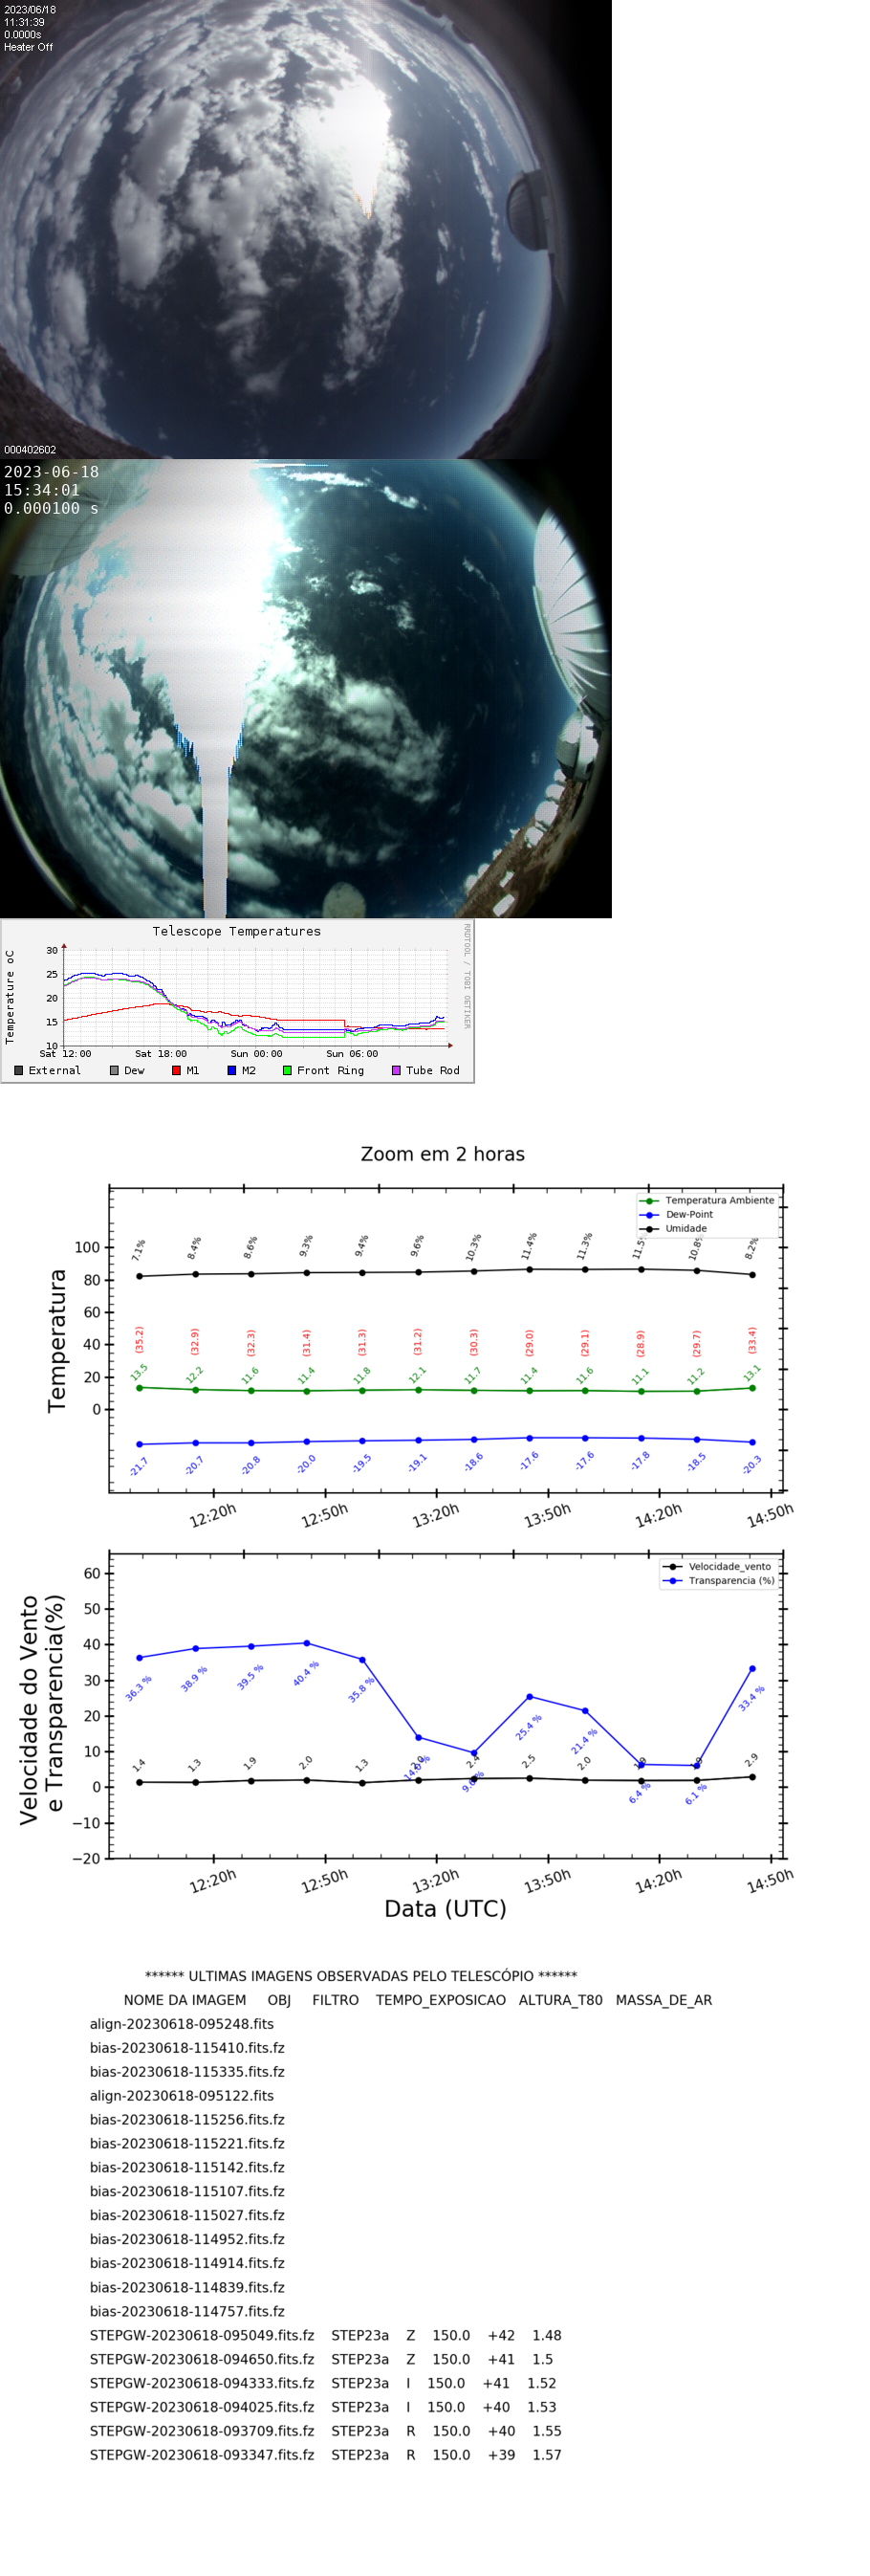 2023/06/18
11:31:39
0.0000s
Heater Off
000402602
2023-06-18
15:34:01
0.000100 s
Telescope Temperatures
RRDTOOL / TOBI OETIKER
Temperature oC
30
25
20
15
10
Sat 12:00 Sat 18:00 Sun 00:00 Sun 06:00
External Dew M1 M2 Front Ring Tube Rod
Zoom em 2 horas
Temperatura Ambiente
Dew-Point
Umidade
Temperatura
100
80
60
40
20
0
7.1% 8.4% 8.6% 9.3% 9.4% 9.6% 10.3% 11.4% 11.3% 11.5 10.8% 8.2%
(35.2) (32.9) (32.3) (31.4) (31.3) (31.2) (30.3) (29.0) (29.1) (28.9) (29.7) (33.4)
13.5 12.2 11.6 11.4 11.8 12.1 11.7 11.4 11.6 11.1 11.2 13.1
-21.7 -20.7 -20.8 -20.0 -19.5 -19.1 -18.6 -17.6 -17.6 -17.8 -18.5 -20.3
12:20h 12:50h 13:20h 13:50h 14:20h 14:50h
Velocidade_vento
Transparencia (%)
Velocidade do Vento
e Transparencia(%)
60
50
40
30
20
10
0
−10
−20
36.3 % 38.9 % 39.5 % 40.4 % 35.8 % 25.4 % 21.4 % 6.4 % 6.1 % 33.4 %
1.4 1.3 1.9 2.0 1.3 2.4 2.5 2.0 2.9
12:20h 12:50h 13:20h 13:50h 14:20h 14:50h
Data (UTC)
****** ULTIMAS IMAGENS OBSERVADAS PELO TELESCÓPIO ******
NOME DA IMAGEM OBJ FILTRO TEMPO_EXPOSICAO ALTURA_T80 MASSA_DE_AR
align-20230618-095248.fits
bias-20230618-115410.fits.fz
bias-20230618-115335.fits.fz
align-20230618-095122.fits
bias-20230618-115256.fits.fz
bias-20230618-115221.fits.fz
bias-20230618-115142.fits.fz
bias-20230618-115107.fits.fz
bias-20230618-115027.fits.fz
bias-20230618-114952.fits.fz
bias-20230618-114914.fits.fz
bias-20230618-114839.fits.fz
bias-20230618-114757.fits.fz
STEPGW-20230618-095049.fits.fz STEP23a Z 150.0 +42 1.48
STEPGW-20230618-094650.fits.fz STEP23a Z 150.0 +41 1.5
STEPGW-20230618-094333.fits.fz STEP23a I 150.0 +41 1.52
STEPGW-20230618-094025.fits.fz STEP23a I 150.0 +40 1.53
STEPGW-20230618-093709.fits.fz STEP23a R 150.0 +40 1.55
STEPGW-20230618-093347.fits.fz STEP23a R 150.0 +39 1.57